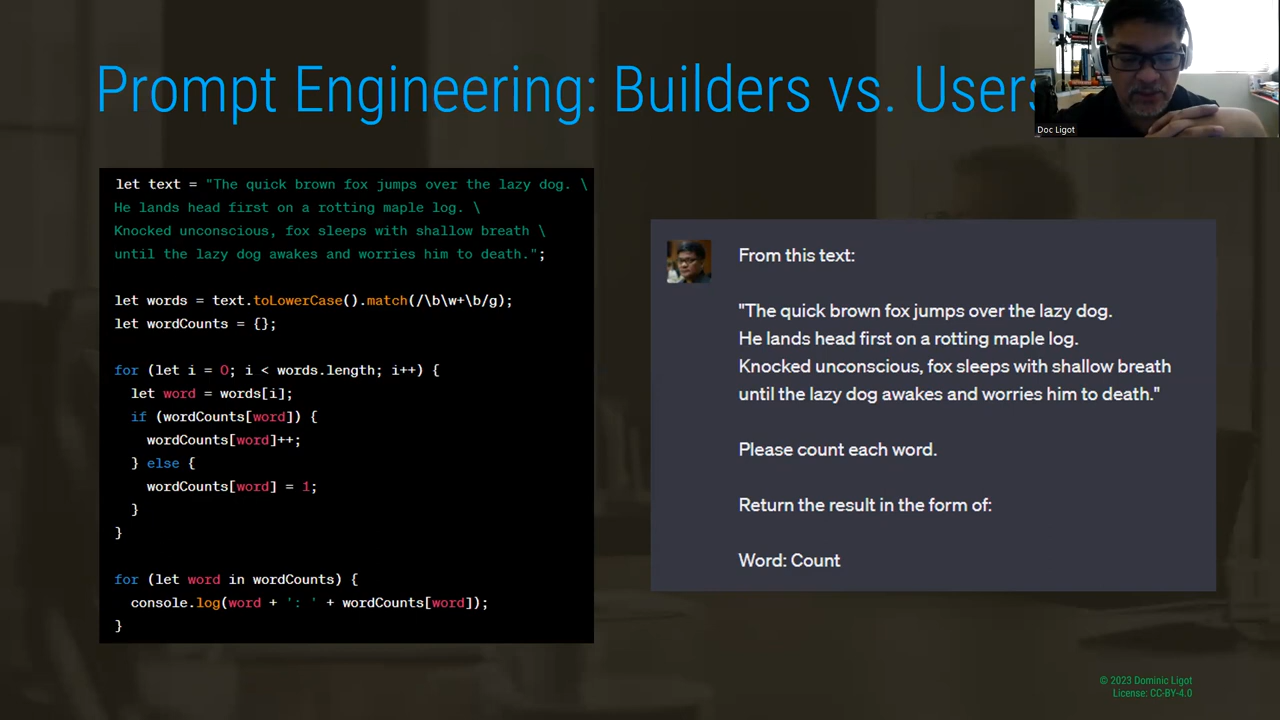 Prompt Engineering: Builders vs. Users
Doc Ligot
let text = "The quick brown fox jumps over the lazy dog. \
He lands head first on a rotting maple log. \
Knocked unconscious, fox sleeps with shallow breath \
until the lazy dog awakes and worries him to death.";
let words = text.toLowerCase().match(/\b\w+\b/g);
let wordCounts = {};
for (let i = 0; i < words.length; i++) {
let word = words[i];
if (wordCounts[word]) {
wordCounts[word]++;
} else {
wordCounts[word] = 1;
}
}
for (let word in wordCounts) {
console.log(word + ': ' + wordCounts[word]);
}
From this text:
"The quick brown fox jumps over the lazy dog.
He lands head first on a rotting maple log.
Knocked unconscious, fox sleeps with shallow breath
until the lazy dog awakes and worries him to death."
Please count each word.
Return the result in the form of:
Word: Count
© 2023 Dominic Ligot
License: CC-BY-4.0